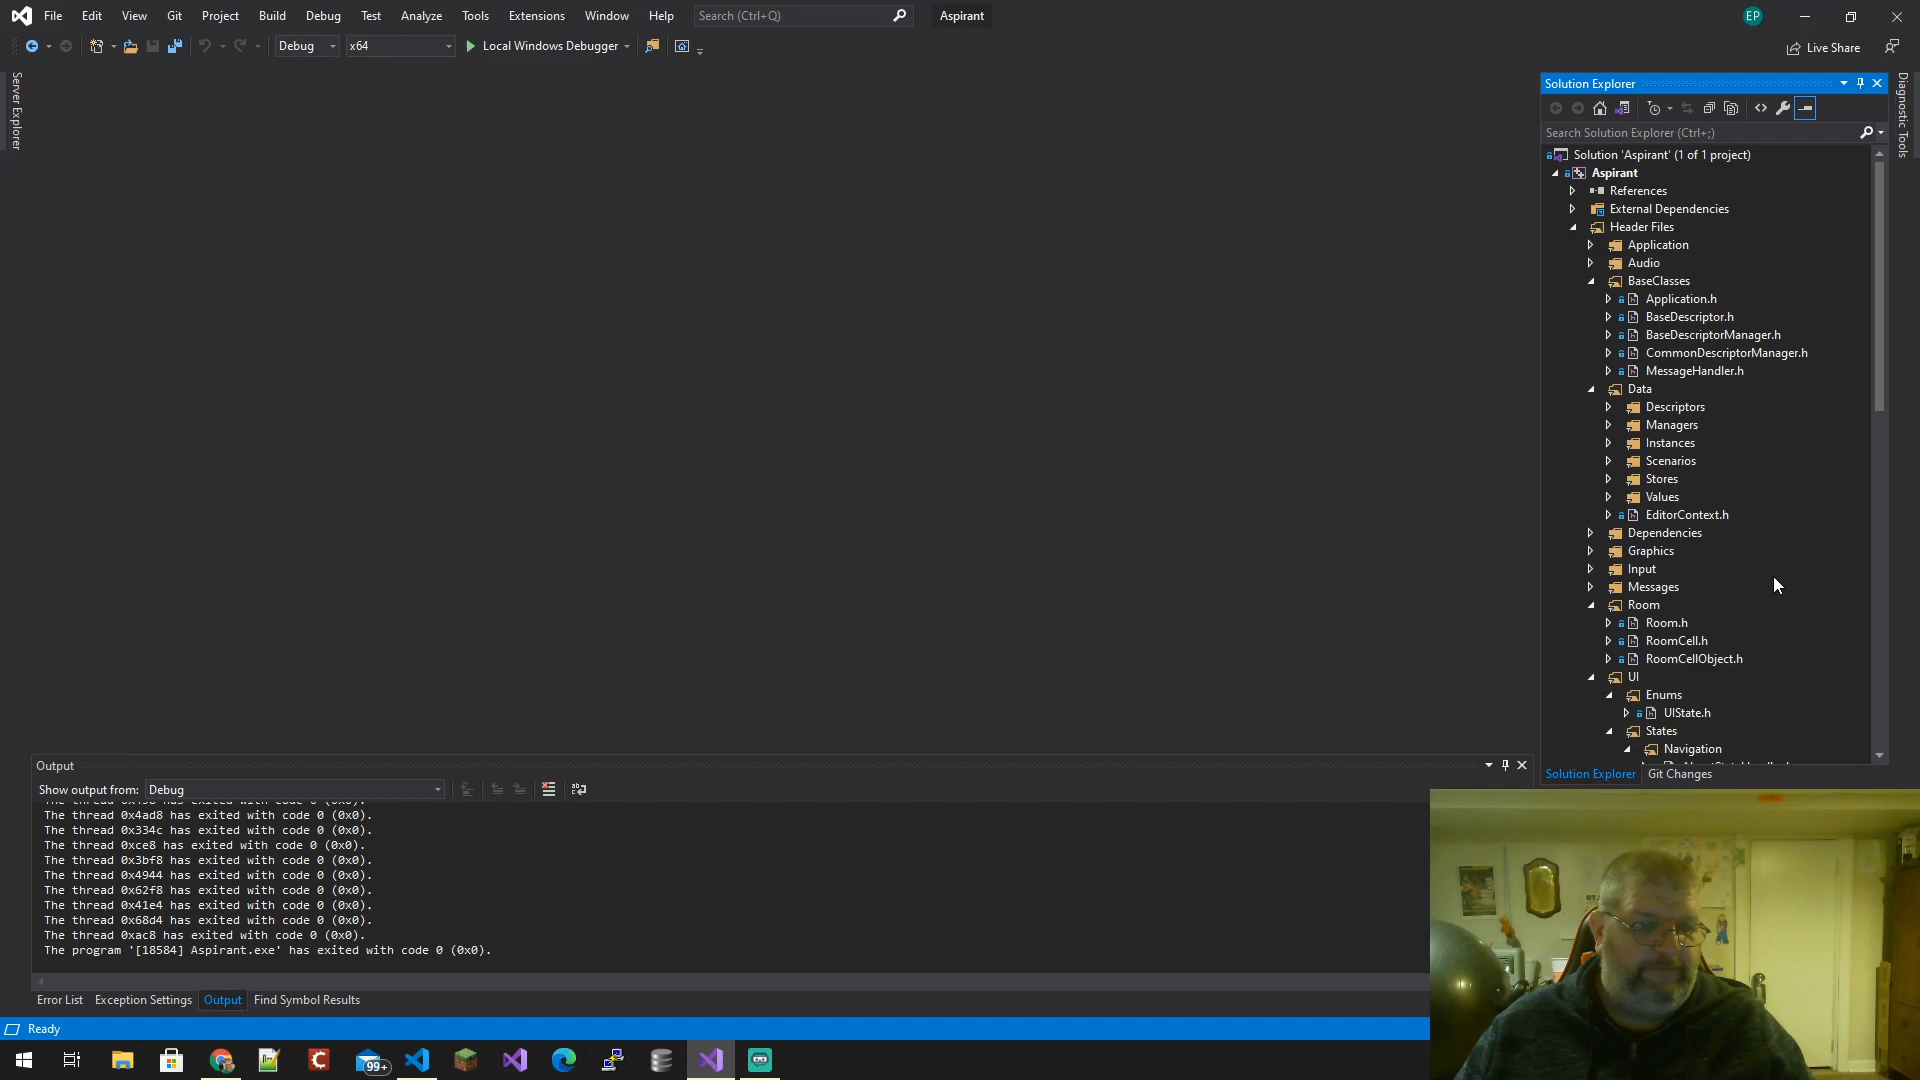 File Edit View Git Project Build Debug Test Analyze Tools Extensions Window Help Search (Ctrl+Q) Aspirant EP
Debug x64 Local Windows Debugger Live Share
Server Explorer
Diagnostic Tools
Solution Explorer
Search Solution Explorer (Ctrl+;)
Solution 'Aspirant' (1 of 1 project)
Aspirant
References
External Dependencies
Header Files
Application
Audio
BaseClasses
Application.h
BaseDescriptor.h
BaseDescriptorManager.h
CommonDescriptorManager.h
MessageHandler.h
Data
Descriptors
Managers
Instances
Scenarios
Stores
Values
EditorContext.h
Dependencies
Graphics
Input
Messages
Room
Room.h
RoomCell.h
RoomCellObject.h
UI
Enums
UIState.h
States
Navigation
Solution Explorer Git Changes
Output
Show output from: Debug
The thread 0x4ad8 has exited with code 0 (0x0).
The thread 0x334c has exited with code 0 (0x0).
The thread 0xce8 has exited with code 0 (0x0).
The thread 0x3bf8 has exited with code 0 (0x0).
The thread 0x4944 has exited with code 0 (0x0).
The thread 0x62f8 has exited with code 0 (0x0).
The thread 0x41e4 has exited with code 0 (0x0).
The thread 0x68d4 has exited with code 0 (0x0).
The thread 0xac8 has exited with code 0 (0x0).
The program '[18584] Aspirant.exe' has exited with code 0 (0x0).
Error List Exception Settings Output Find Symbol Results
Ready
99+